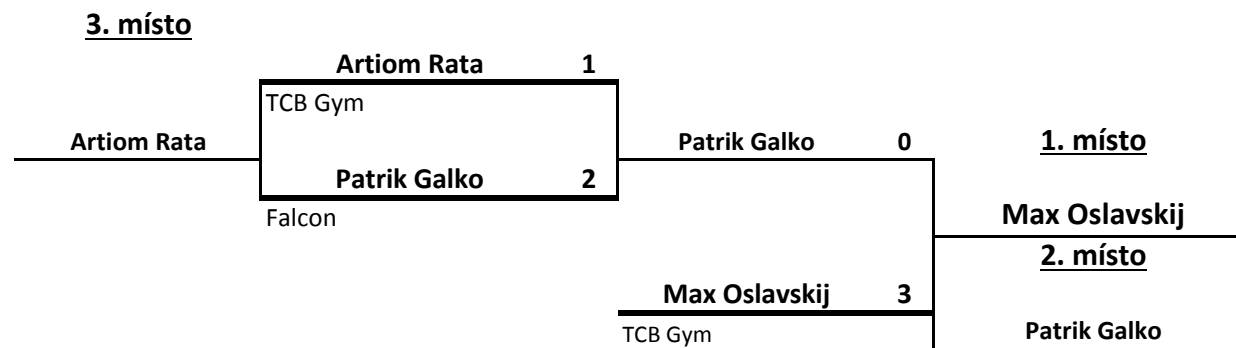 3. místo
Artiom Rata 1
TCB Gym
Artiom Rata
Patrik Galko 0
1. místo
Patrik Galko 2
Falcon
Max Oslavskij
2. místo
Max Oslavskij 3
TCB Gym
Patrik Galko